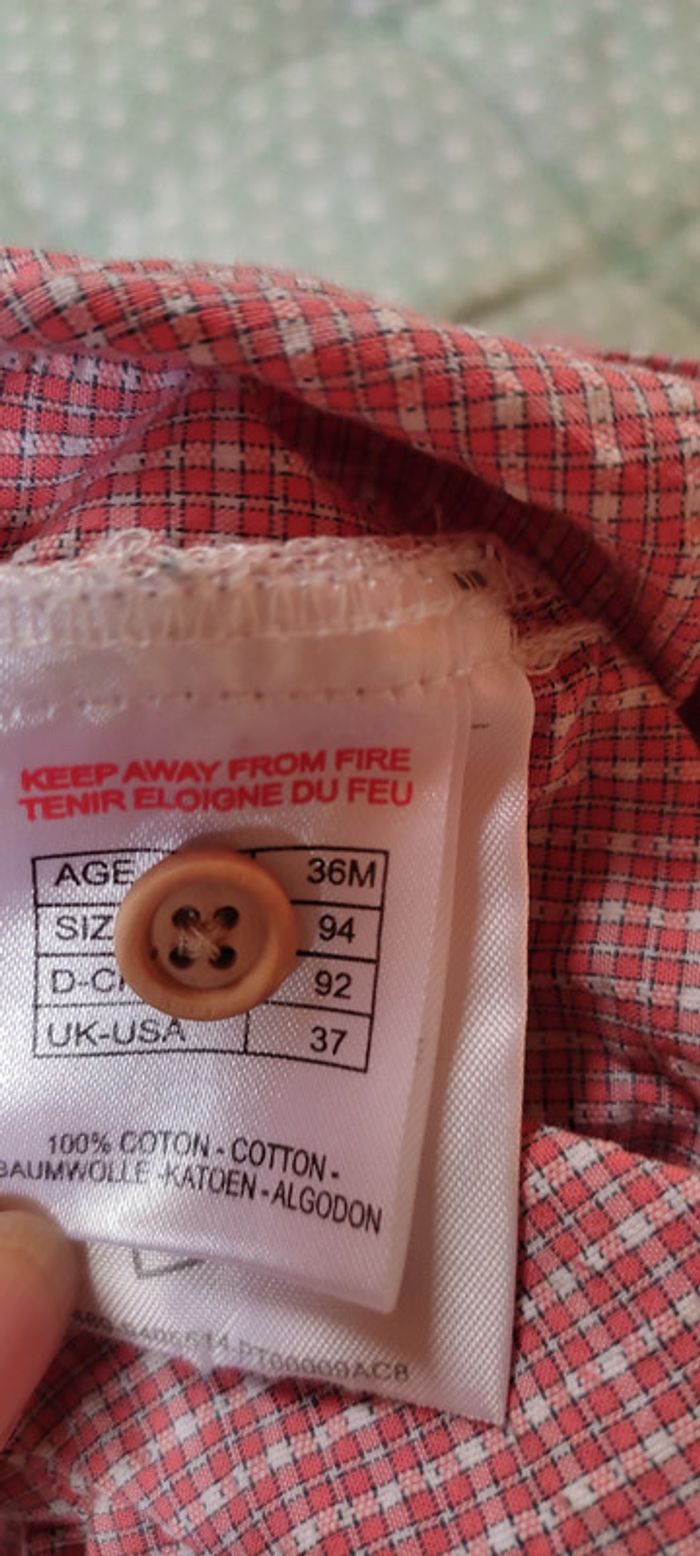 KEEP AWAY FROM FIRE
TENIR ELOIGNE DU FEU
AGE 36M
94
92
UK-USA 37
100% COTON - COTTON -
BAUMWOLLE - KATOEN - ALGODON